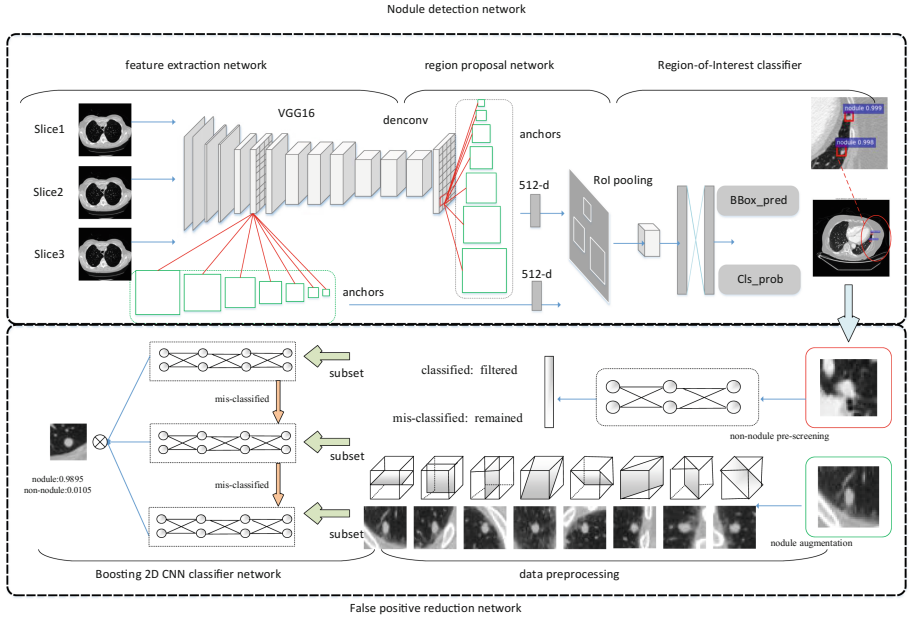 Nodule detection network
feature extraction network
region proposal network
Region-of-Interest classifier
VGG16
denconv
Slice1
Slice2
Slice3
anchors
anchors
512-d
512-d
RoI pooling
BBox_pred
Cls_prob
nodule 0.999
nodule 0.998
subset
mis-classified
subset
mis-classified
subset
nodule:0.9895
non-nodule:0.0105
classified: filtered
mis-classified: remained
non-nodule pre-screening
nodule augmentation
Boosting 2D CNN classifier network
data preprocessing
False positive reduction network